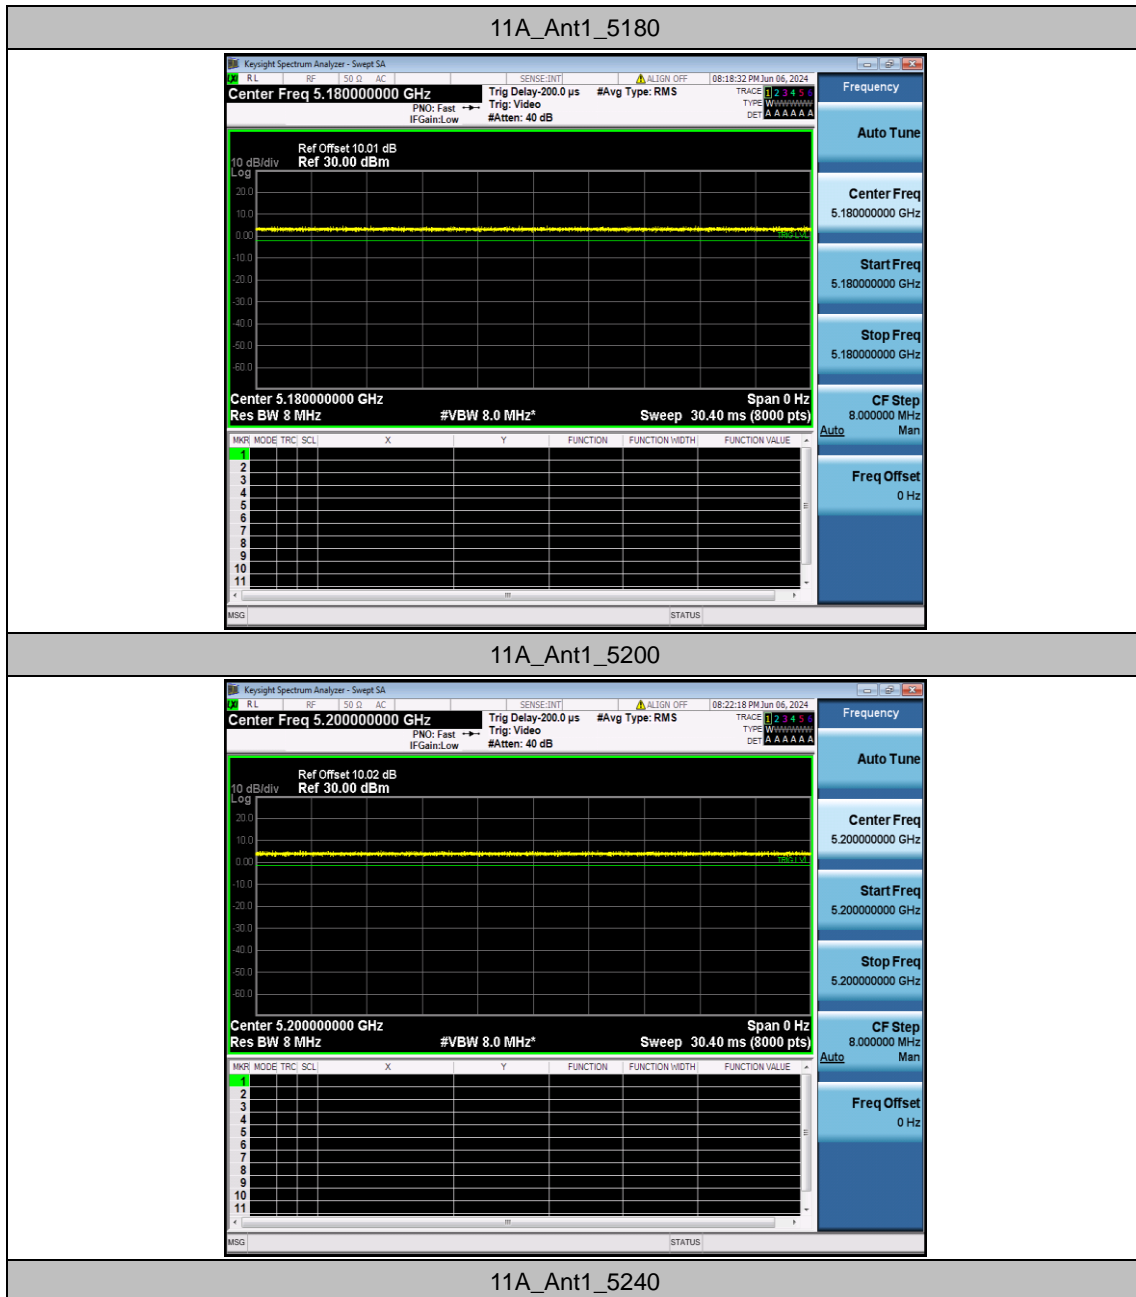 11A_Ant1_5180
Keysight Spectrum Analyzer - Swept SA
RL RF 50 Ω AC SENSE:INT ALIGN OFF 08:18:32 PM Jun 06, 2024
Center Freq 5.180000000 GHz Trig Delay-200.0 µs #Avg Type: RMS TRACE 1 2 3 4 5 6
PNO: Fast Trig: Video TYPE WWWWWW
IFGain:Low #Atten: 40 dB DET A A A A A A
Frequency
Auto Tune
Ref Offset 10.01 dB
10 dB/div Ref 30.00 dBm
Log
20.0
10.0
0.00
TRIG LVL
-10.0
-20.0
-30.0
-40.0
-50.0
-60.0
Center 5.180000000 GHz Span 0 Hz
Res BW 8 MHz #VBW 8.0 MHz* Sweep 30.40 ms (8000 pts)
Center Freq
5.180000000 GHz
Start Freq
5.180000000 GHz
Stop Freq
5.180000000 GHz
CF Step
8.000000 MHz
Auto Man
Freq Offset
0 Hz
MKR MODE TRC SCL X Y FUNCTION FUNCTION WIDTH FUNCTION VALUE
1
2
3
4
5
6
7
8
9
10
11
MSG STATUS
11A_Ant1_5200
Keysight Spectrum Analyzer - Swept SA
RL RF 50 Ω AC SENSE:INT ALIGN OFF 08:22:18 PM Jun 06, 2024
Center Freq 5.200000000 GHz Trig Delay-200.0 µs #Avg Type: RMS TRACE 1 2 3 4 5 6
PNO: Fast Trig: Video TYPE WWWWWW
IFGain:Low #Atten: 40 dB DET A A A A A A
Frequency
Auto Tune
Ref Offset 10.02 dB
10 dB/div Ref 30.00 dBm
Log
20.0
10.0
0.00
TRIG LVL
-10.0
-20.0
-30.0
-40.0
-50.0
-60.0
Center 5.200000000 GHz Span 0 Hz
Res BW 8 MHz #VBW 8.0 MHz* Sweep 30.40 ms (8000 pts)
Center Freq
5.200000000 GHz
Start Freq
5.200000000 GHz
Stop Freq
5.200000000 GHz
CF Step
8.000000 MHz
Auto Man
Freq Offset
0 Hz
MKR MODE TRC SCL X Y FUNCTION FUNCTION WIDTH FUNCTION VALUE
1
2
3
4
5
6
7
8
9
10
11
MSG STATUS
11A_Ant1_5240